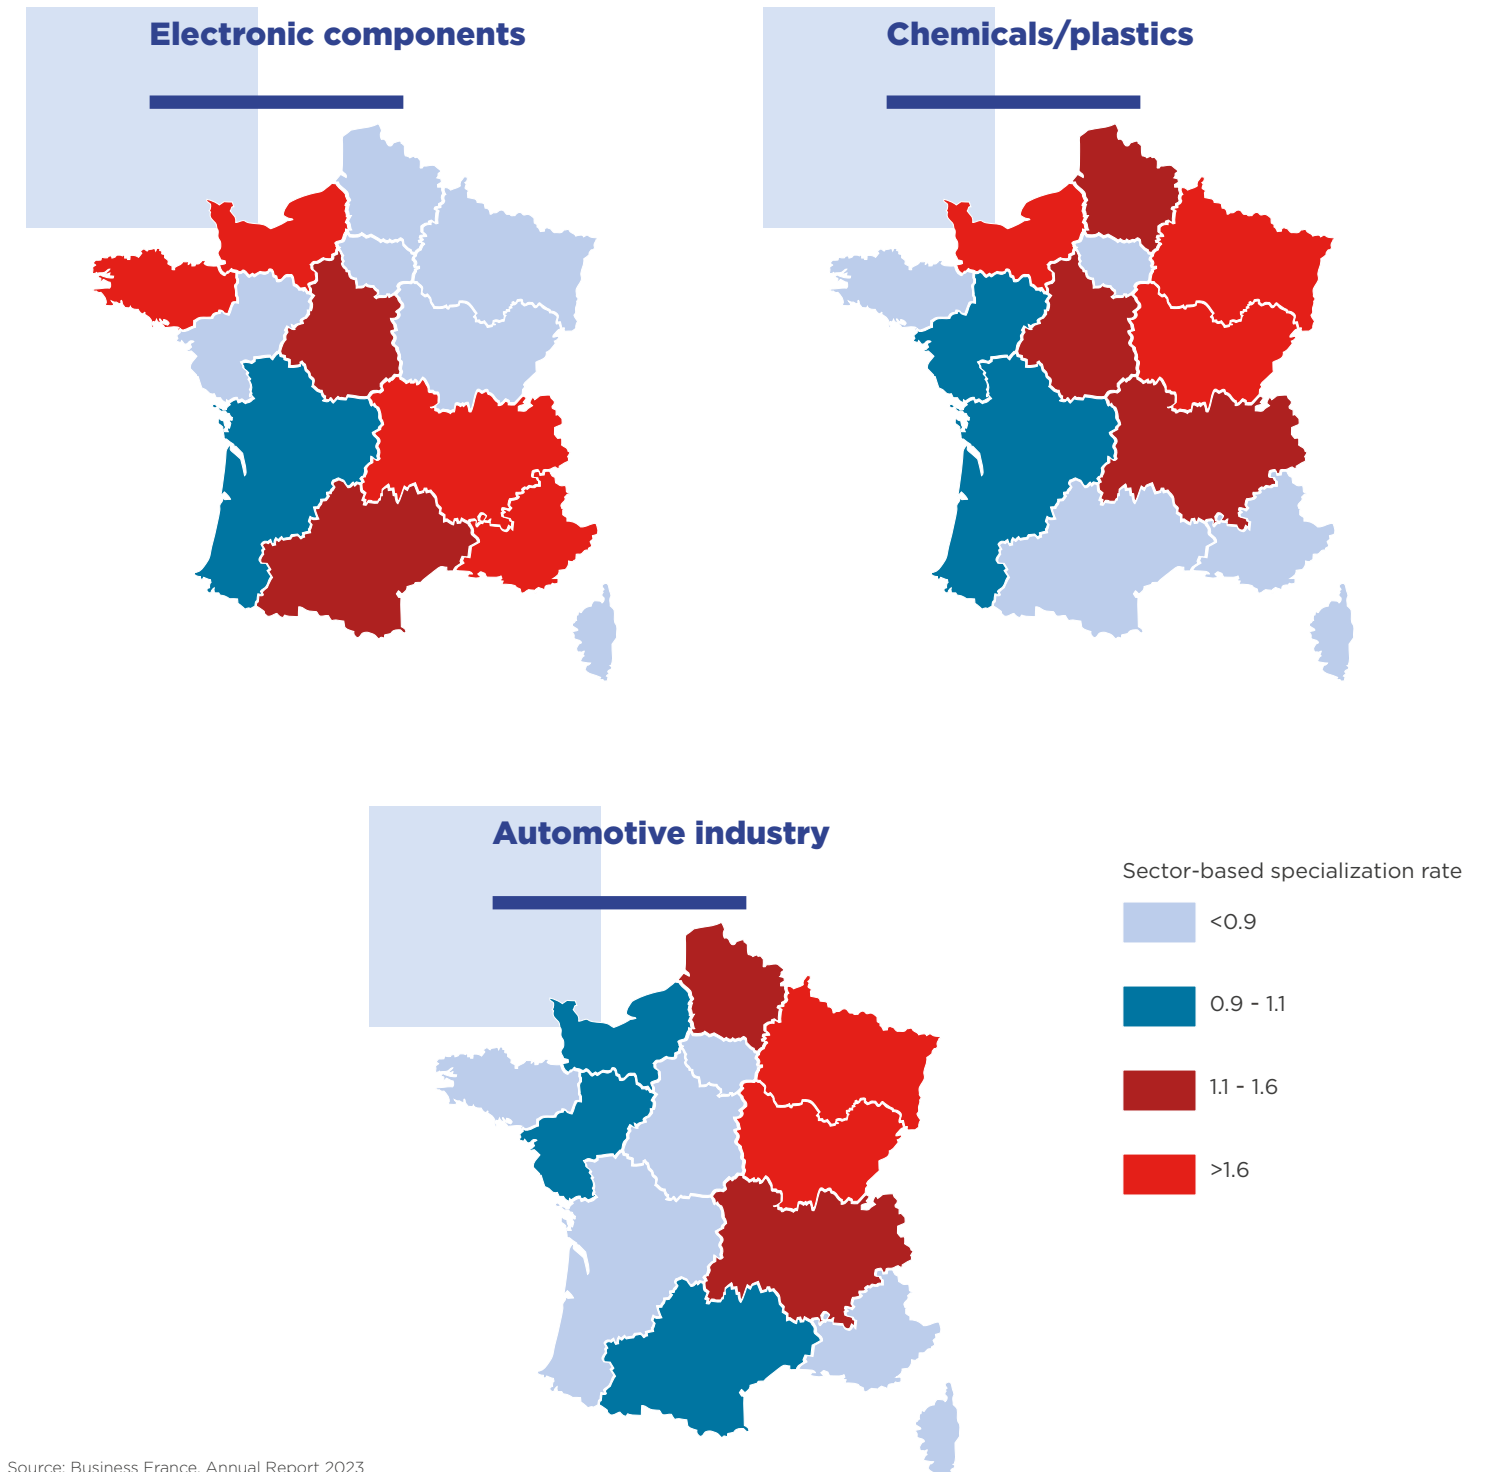 Electronic components
Chemicals/plastics
Automotive industry
Sector-based specialization rate
<0.9
0.9 - 1.1
1.1 - 1.6
>1.6
Source: Business France, Annual Report 2023